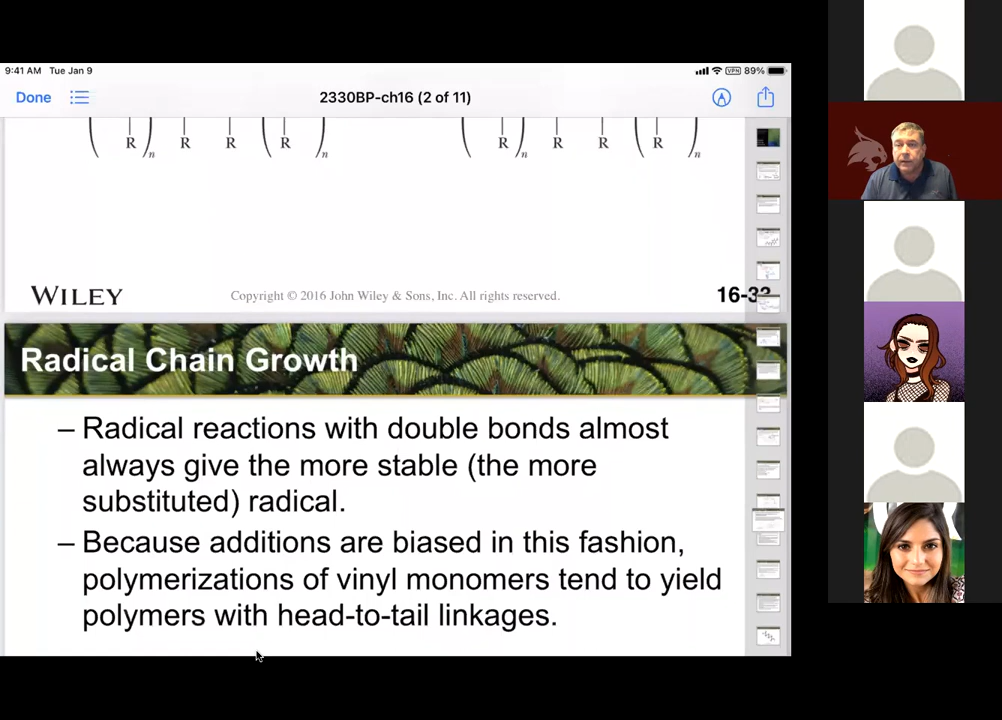 9:41 AM Tue Jan 9
VPN 89%
Done
2330BP-ch16 (2 of 11)
R n R R R n
R n R R R n
WILEY
Copyright © 2016 John Wiley & Sons, Inc. All rights reserved.
16-33
Radical Chain Growth
– Radical reactions with double bonds almost
always give the more stable (the more
substituted) radical.
– Because additions are biased in this fashion,
polymerizations of vinyl monomers tend to yield
polymers with head-to-tail linkages.